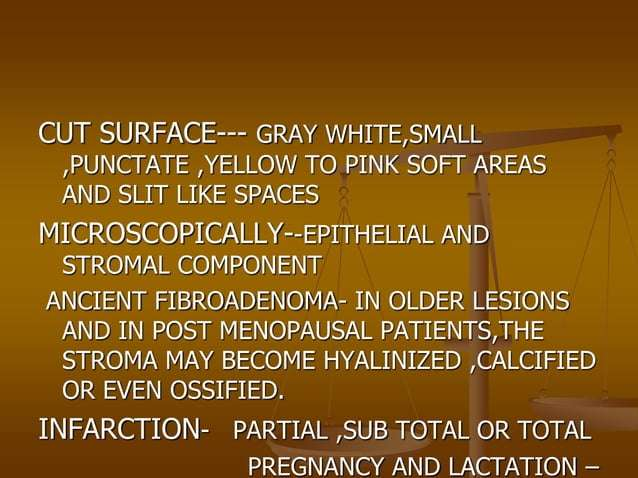 CUT SURFACE--- GRAY WHITE,SMALL
,PUNCTATE ,YELLOW TO PINK SOFT AREAS
AND SLIT LIKE SPACES
MICROSCOPICALLY--EPITHELIAL AND
STROMAL COMPONENT
ANCIENT FIBROADENOMA- IN OLDER LESIONS
AND IN POST MENOPAUSAL PATIENTS,THE
STROMA MAY BECOME HYALINIZED ,CALCIFIED
OR EVEN OSSIFIED.
INFARCTION- PARTIAL ,SUB TOTAL OR TOTAL
PREGNANCY AND LACTATION –